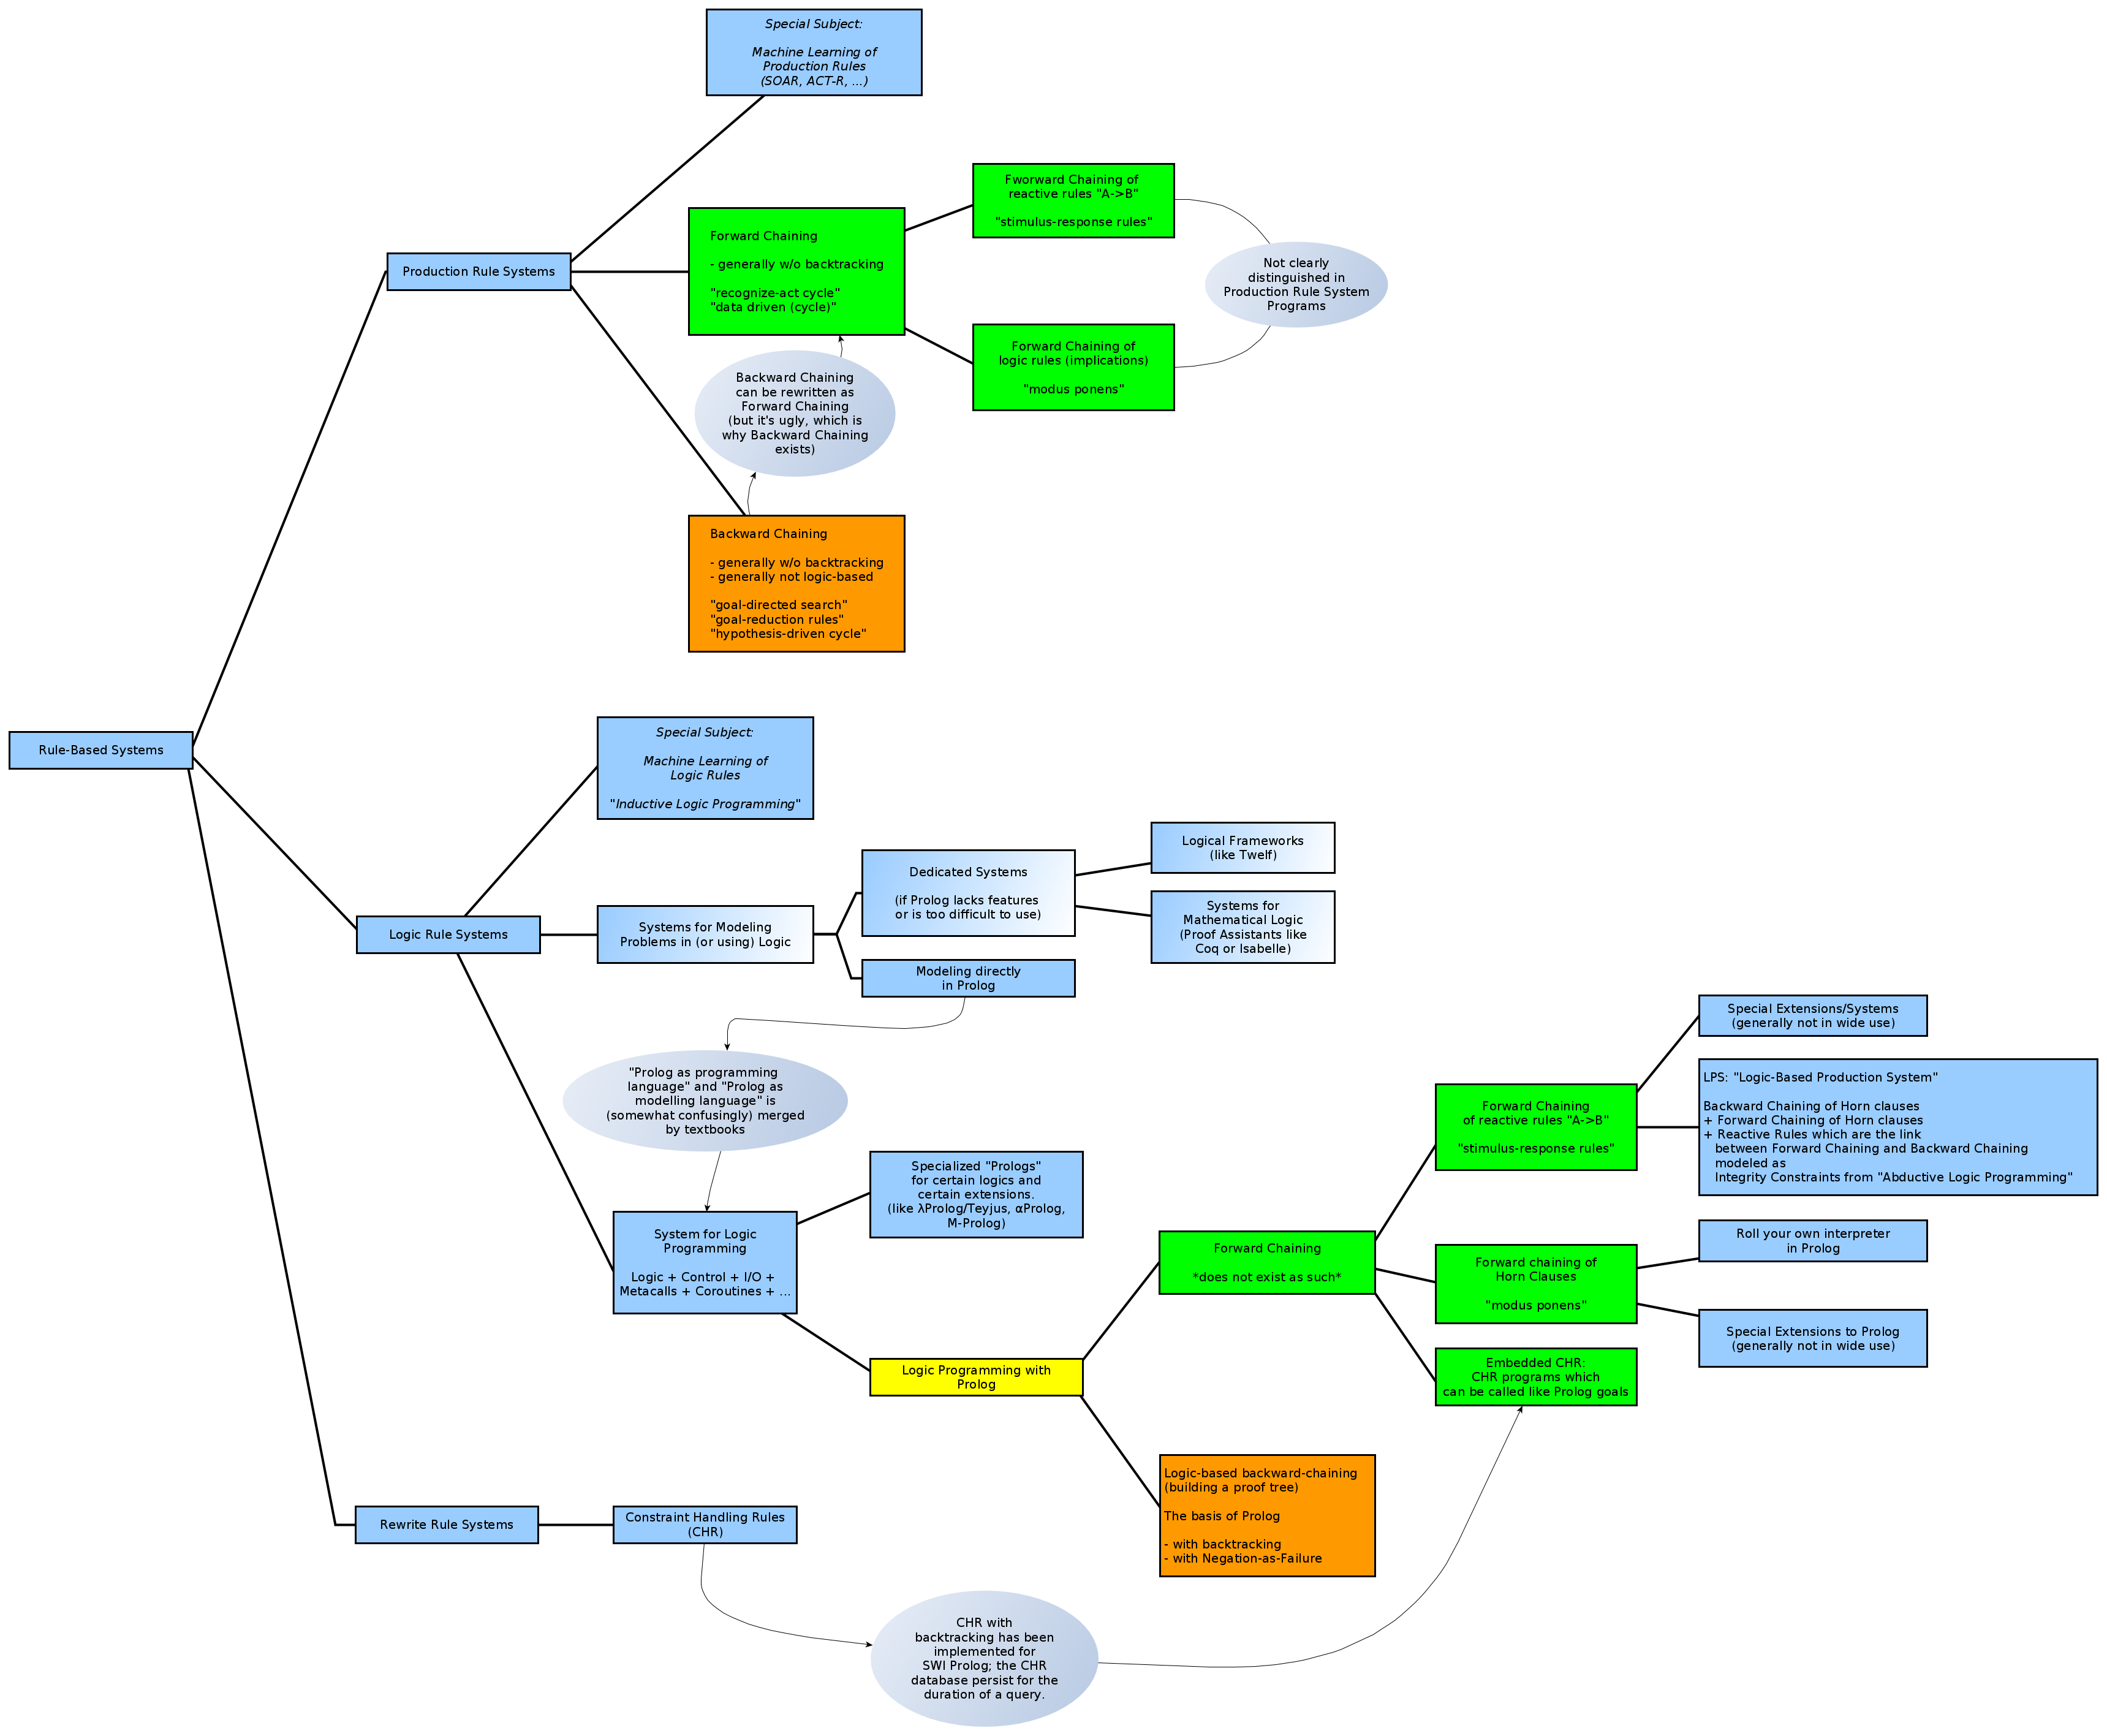 Special Subject:
Machine Learning of
Production Rules
(SOAR, ACT-R, ...)
Fworward Chaining of
reactive rules "A->B"
"stimulus-response rules"
Production Rule Systems
Forward Chaining
- generally w/o backtracking
"recognize-act cycle"
"data driven (cycle)"
Not clearly
distinguished in
Production Rule System
Programs
Forward Chaining of
logic rules (implications)
"modus ponens"
Backward Chaining
can be rewritten as
Forward Chaining
(but it's ugly, which is
why Backward Chaining
exists)
Backward Chaining
- generally w/o backtracking
- generally not logic-based
"goal-directed search"
"goal-reduction rules"
"hypothesis-driven cycle"
Rule-Based Systems
Special Subject:
Machine Learning of
Logic Rules
"Inductive Logic Programming"
Logic Rule Systems
Systems for Modeling
Problems in (or using) Logic
Dedicated Systems
(if Prolog lacks features
or is too difficult to use)
Logical Frameworks
(like Twelf)
Systems for
Mathematical Logic
(Proof Assistants like
Coq or Isabelle)
Modeling directly
in Prolog
"Prolog as programming
language" and "Prolog as
modelling language" is
(somewhat confusingly) merged
by textbooks
System for Logic
Programming
Logic + Control + I/O +
Metacalls + Coroutines + ...
Specialized "Prologs"
for certain logics and
certain extensions.
(like λProlog/Teyjus, αProlog,
M-Prolog)
Logic Programming with
Prolog
Forward Chaining
*does not exist as such*
Forward Chaining
of reactive rules "A->B"
"stimulus-response rules"
Special Extensions/Systems
(generally not in wide use)
LPS: "Logic-Based Production System"
Backward Chaining of Horn clauses
+ Forward Chaining of Horn clauses
+ Reactive Rules which are the link
between Forward Chaining and Backward Chaining
modeled as
Integrity Constraints from "Abductive Logic Programming"
Forward chaining of
Horn Clauses
"modus ponens"
Roll your own interpreter
in Prolog
Special Extensions to Prolog
(generally not in wide use)
Embedded CHR:
CHR programs which
can be called like Prolog goals
Logic-based backward-chaining
(building a proof tree)
The basis of Prolog
- with backtracking
- with Negation-as-Failure
Rewrite Rule Systems
Constraint Handling Rules
(CHR)
CHR with
backtracking has been
implemented for
SWI Prolog; the CHR
database persist for the
duration of a query.